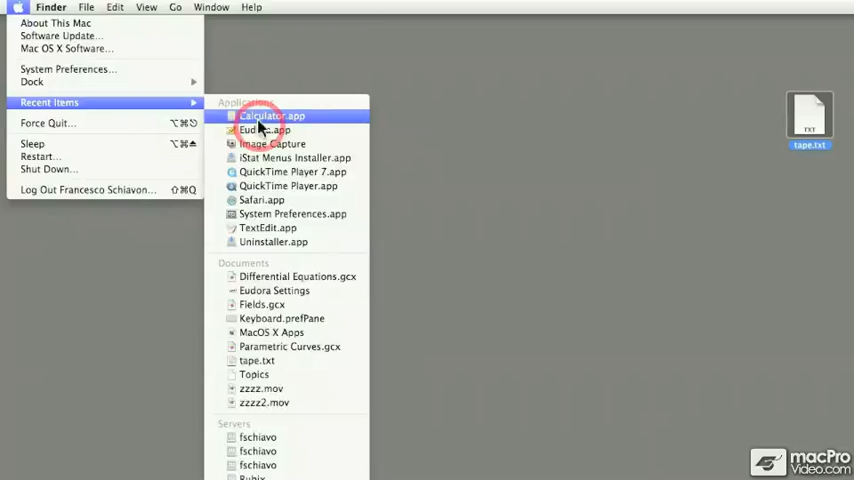 Finder File Edit View Go Window Help
About This Mac
Software Update...
Mac OS X Software...
System Preferences...
Dock
Recent Items
Force Quit... ⌥⌘⎋
Sleep ⌥⌘⏏
Restart...
Shut Down...
Log Out Francesco Schiavon... ⇧⌘Q
Applications
Calculator.app
Eudora.app
Image Capture
iStat Menus Installer.app
QuickTime Player 7.app
QuickTime Player.app
Safari.app
System Preferences.app
TextEdit.app
Uninstaller.app
Documents
Differential Equations.gcx
Eudora Settings
Fields.gcx
Keyboard.prefPane
MacOS X Apps
Parametric Curves.gcx
tape.txt
Topics
zzzz.mov
zzzz2.mov
Servers
fschiavo
fschiavo
fschiavo
Rubix
TXT
tape.txt
macPro
Video.com